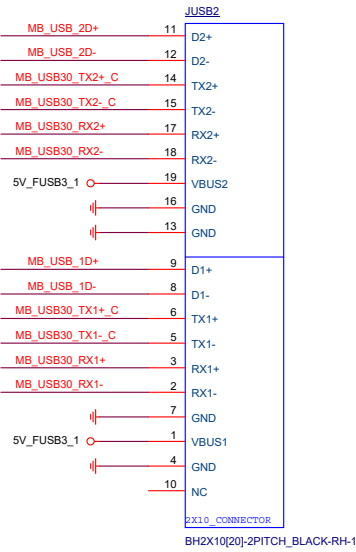 JUSB2
MB_USB_2D+ 11 D2+
MB_USB_2D- 12 D2-
MB_USB30_TX2+_C 14 TX2+
MB_USB30_TX2-_C 15 TX2-
MB_USB30_RX2+ 17 RX2+
MB_USB30_RX2- 18 RX2-
5V_FUSB3_1 19 VBUS2
16 GND
13 GND
MB_USB_1D+ 9 D1+
MB_USB_1D- 8 D1-
MB_USB30_TX1+_C 6 TX1+
MB_USB30_TX1-_C 5 TX1-
MB_USB30_RX1+ 3 RX1+
MB_USB30_RX1- 2 RX1-
7 GND
5V_FUSB3_1 1 VBUS1
4 GND
10 NC
2X10_CONNECTOR
BH2X10[20]-2PITCH_BLACK-RH-1